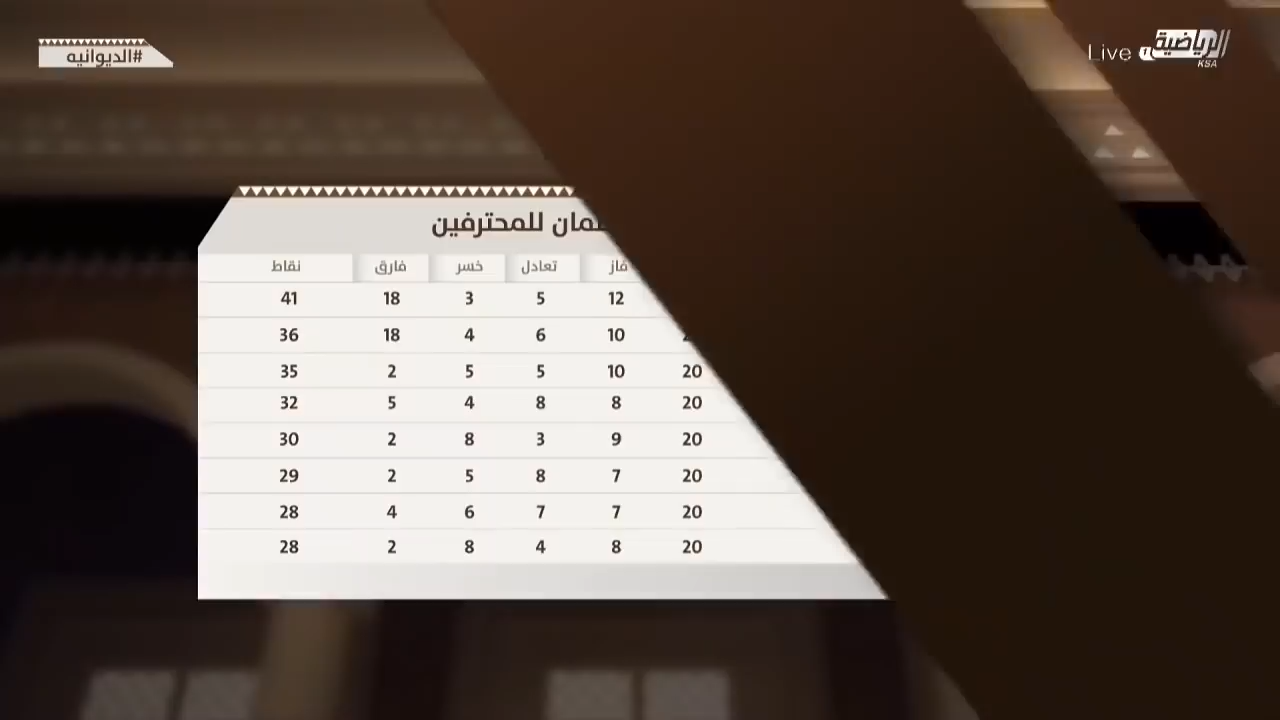 #الديوانيه
Live الرياضية 1
KSA
للمحترفين
فاز تعادل خسر فارق نقاط
12 5 3 18 41
10 6 4 18 36
20 10 5 5 2 35
20 8 8 4 5 32
20 9 3 8 2 30
20 7 8 5 2 29
20 7 7 6 4 28
20 8 4 8 2 28